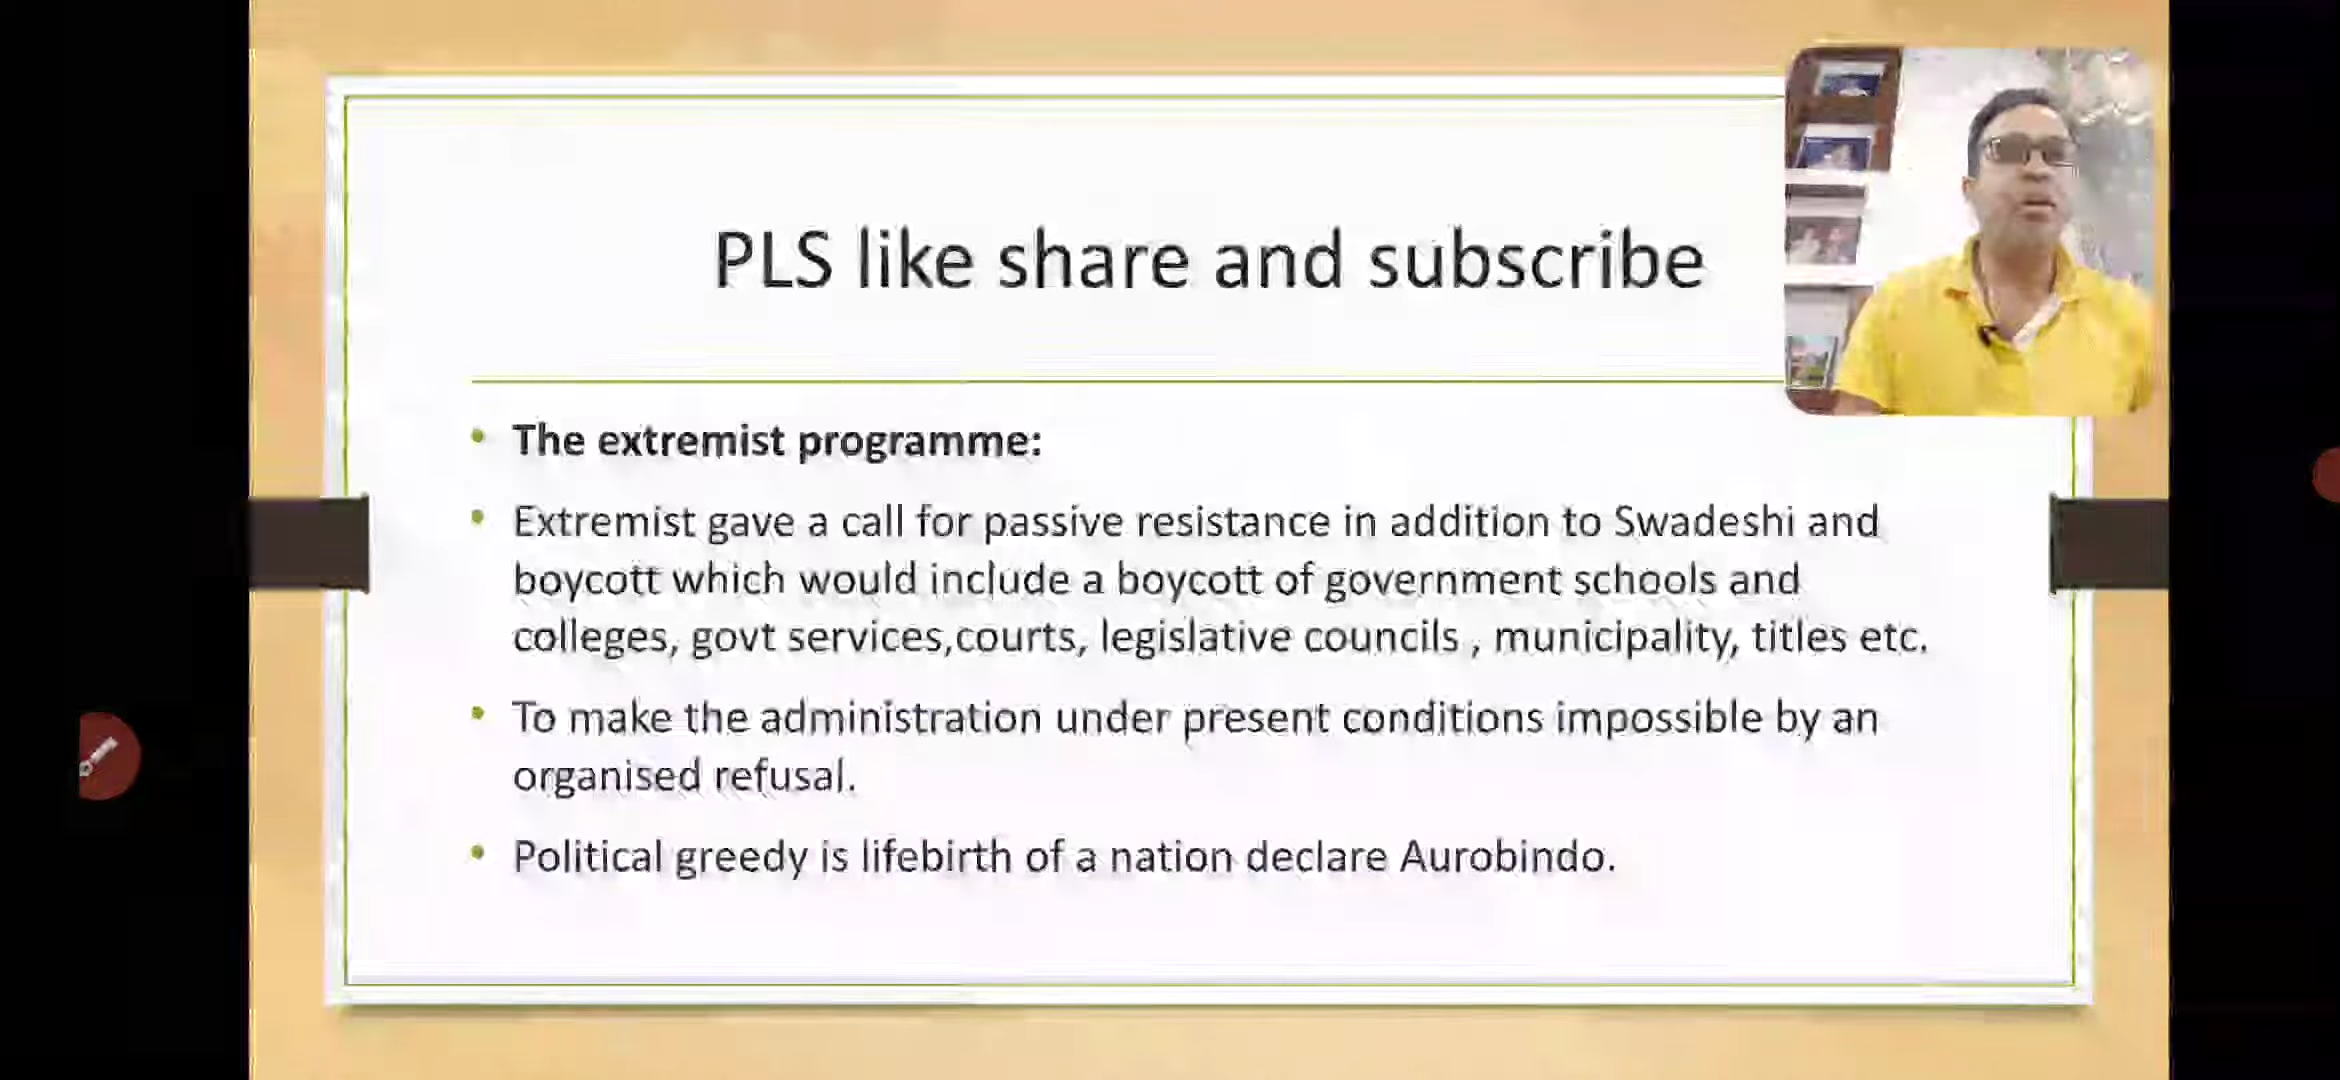 PLS like share and subscribe
The extremist programme:
Extremist gave a call for passive resistance in addition to Swadeshi and
boycott which would include a boycott of government schools and
colleges, govt services,courts, legislative councils , municipality, titles etc.
To make the administration under present conditions impossible by an
organised refusal.
Political greedy is lifebirth of a nation declare Aurobindo.